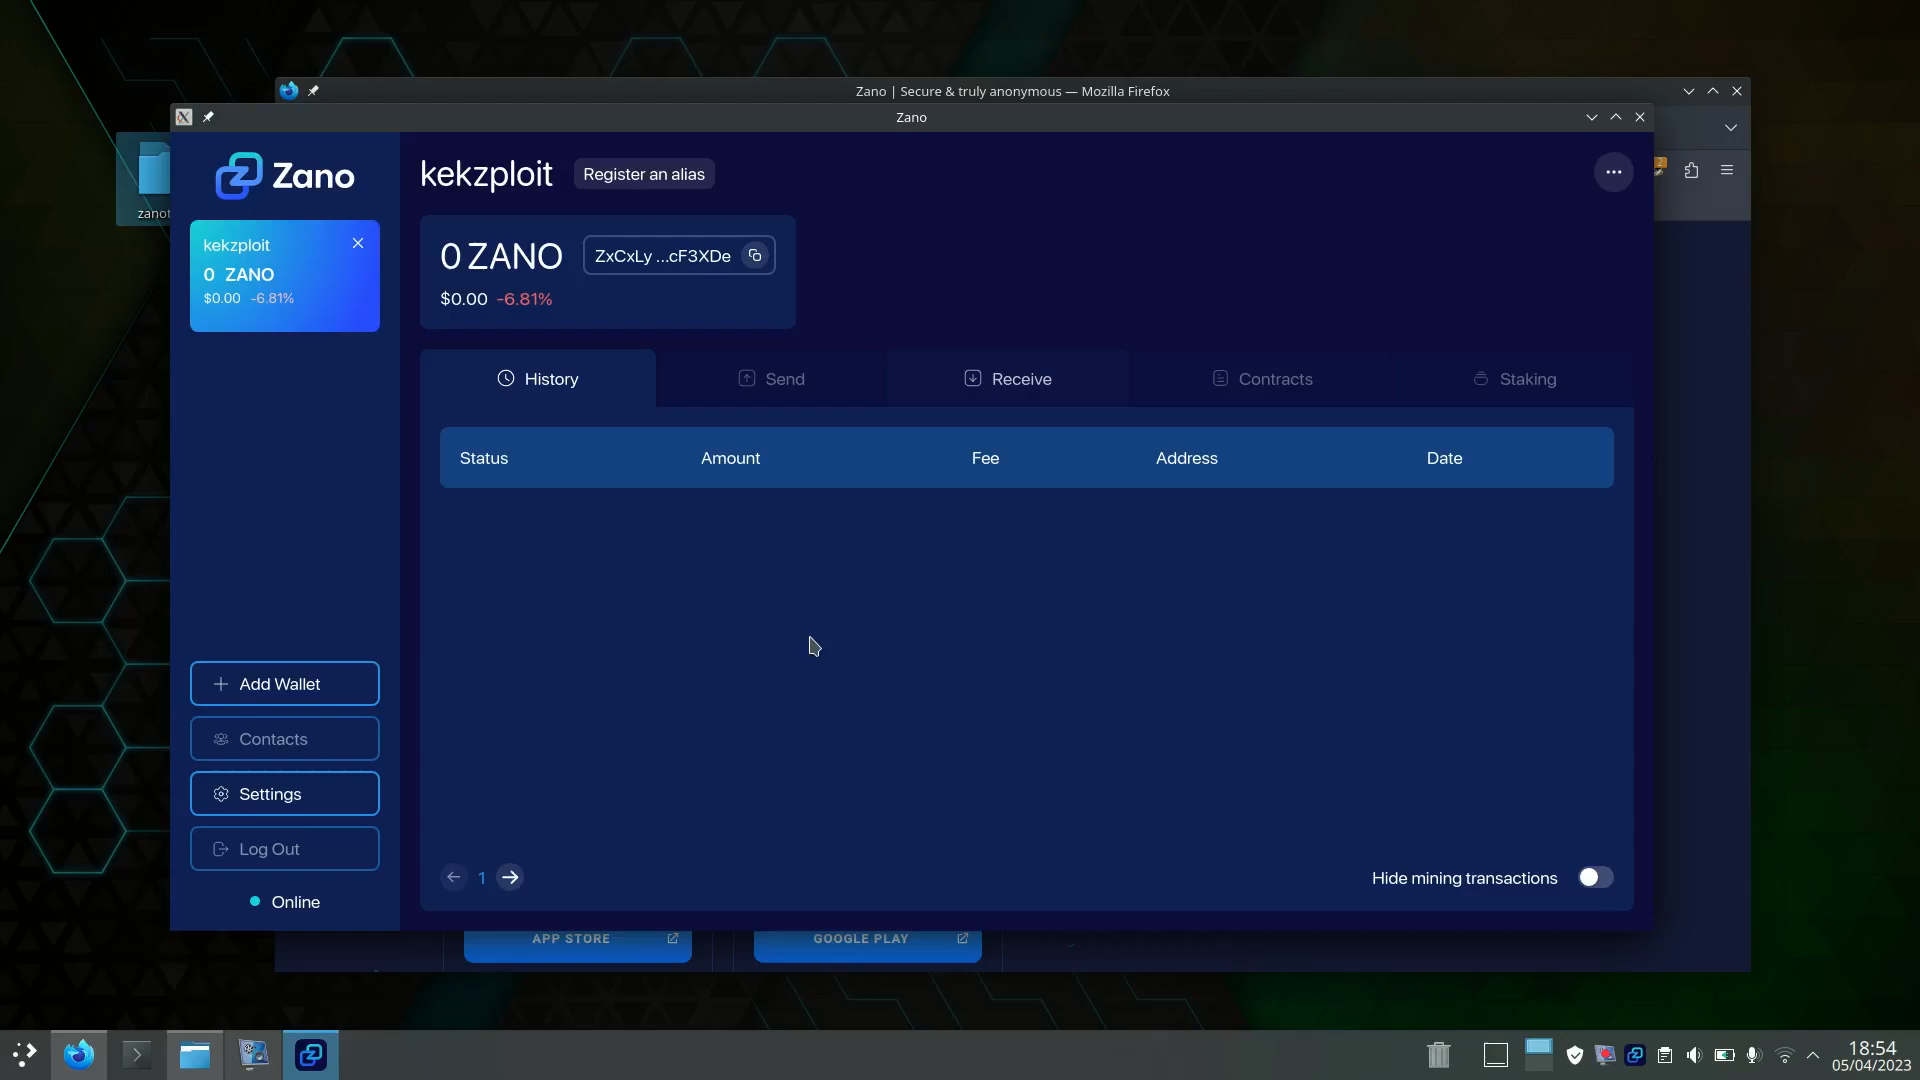 Zano | Secure & truly anonymous — Mozilla Firefox
Zano
zanot
Zano
kekzploit
0 ZANO
$0.00 -6.81%
kekzploit
Register an alias
...
0 ZANO
ZxCxLy ...cF3XDe
$0.00 -6.81%
History
Send
Receive
Contracts
Staking
Status
Amount
Fee
Address
Date
Add Wallet
Contacts
Settings
Log Out
Online
1
Hide mining transactions
APP STORE
GOOGLE PLAY
2
18:54
05/04/2023